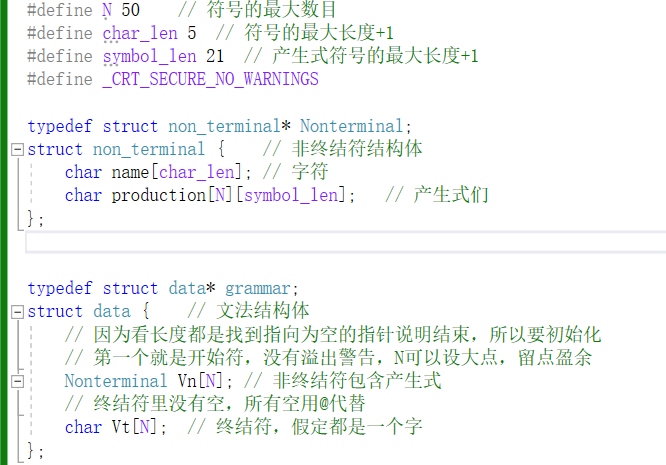 #define N 50    // 符号的最大数目
#define char_len 5  // 符号的最大长度+1
#define symbol_len 21  // 产生式符号的最大长度+1
#define _CRT_SECURE_NO_WARNINGS
typedef struct non_terminal* Nonterminal;
struct non_terminal {    // 非终结符结构体
char name[char_len]; // 字符
char production[N][symbol_len];   // 产生式们
};
typedef struct data* grammar;
struct data {    // 文法结构体
// 因为看长度都是找到指向为空的指针说明结束，所以要初始化
// 第一个就是开始符，没有溢出警告，N可以设大点，留点盈余
Nonterminal Vn[N]; // 非终结符包含产生式
// 终结符里没有空，所有空用@代替
char Vt[N];  // 终结符，假定都是一个字
};